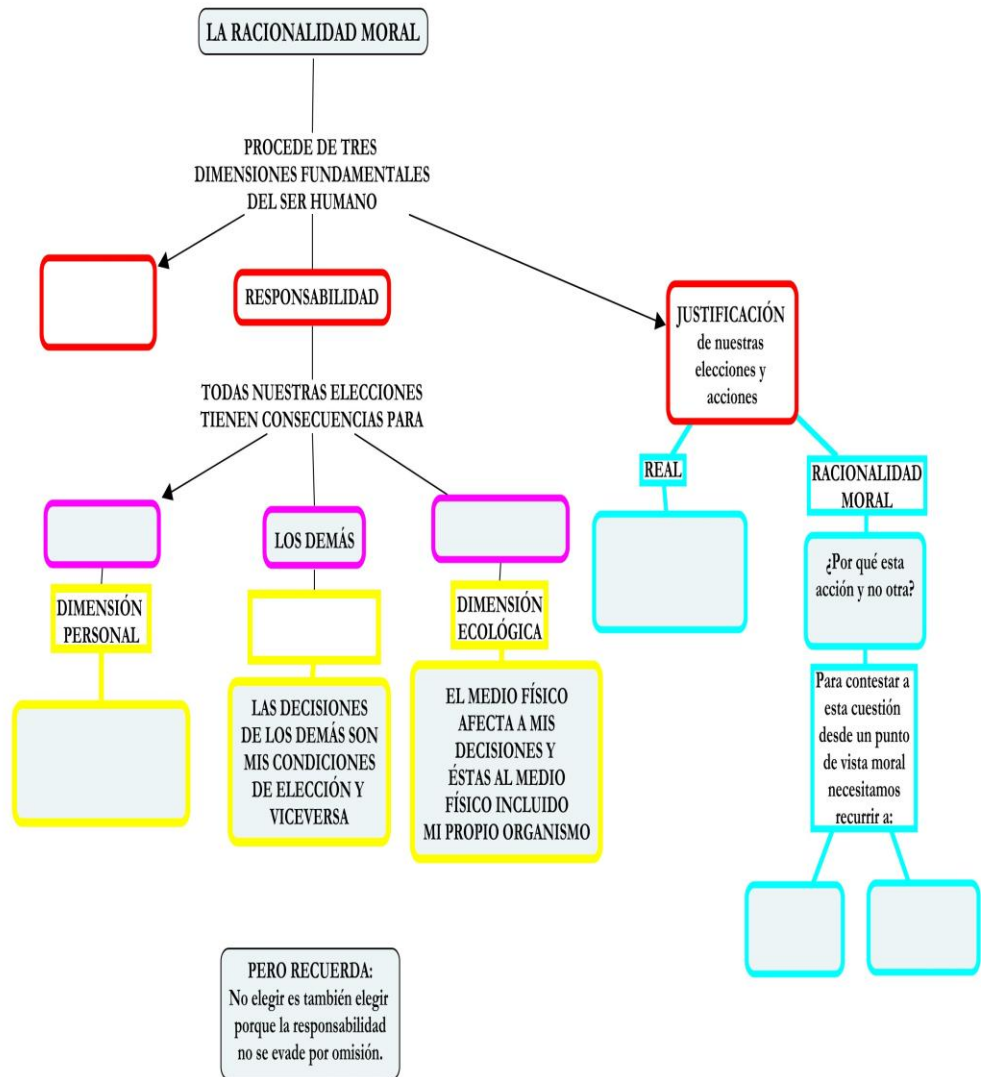 LA RACIONALIDAD MORAL
PROCEDE DE TRES
DIMENSIONES FUNDAMENTALES
DEL SER HUMANO
RESPONSABILIDAD
JUSTIFICACIÓN
de nuestras
elecciones y
acciones
TODAS NUESTRAS ELECCIONES
TIENEN CONSECUENCIAS PARA
REAL
RACIONALIDAD
MORAL
LOS DEMÁS
¿Por qué esta
acción y no otra?
DIMENSIÓN
PERSONAL
DIMENSIÓN
ECOLÓGICA
LAS DECISIONES
DE LOS DEMÁS SON
MIS CONDICIONES
DE ELECCIÓN Y
VICEVERSA
EL MEDIO FÍSICO
AFECTA A MIS
DECISIONES Y
ÉSTAS AL MEDIO
FÍSICO INCLUIDO
MI PROPIO ORGANISMO
Para contestar a
esta cuestión
desde un punto
de vista moral
necesitamos
recurrir a:
PERO RECUERDA:
No elegir es también elegir
porque la responsabilidad
no se evade por omisión.